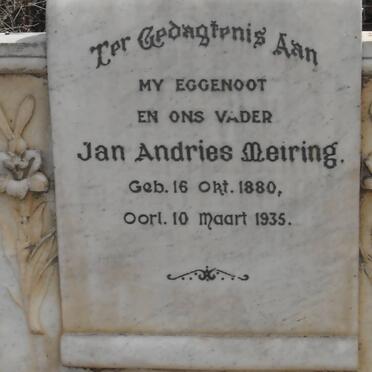 Ter Gedagtenis Aan
MY EGGENOOT
EN ONS VADER
Jan Andries Meiring.
Geb. 16 Okt. 1880,
Oorl. 10 Maart 1935.